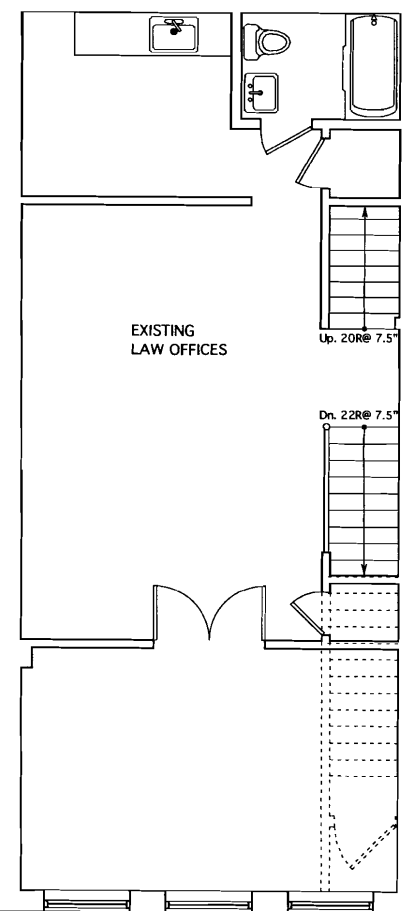 EXISTING
LAW OFFICES
Up. 20R@ 7.5"
Dn. 22R@ 7.5"